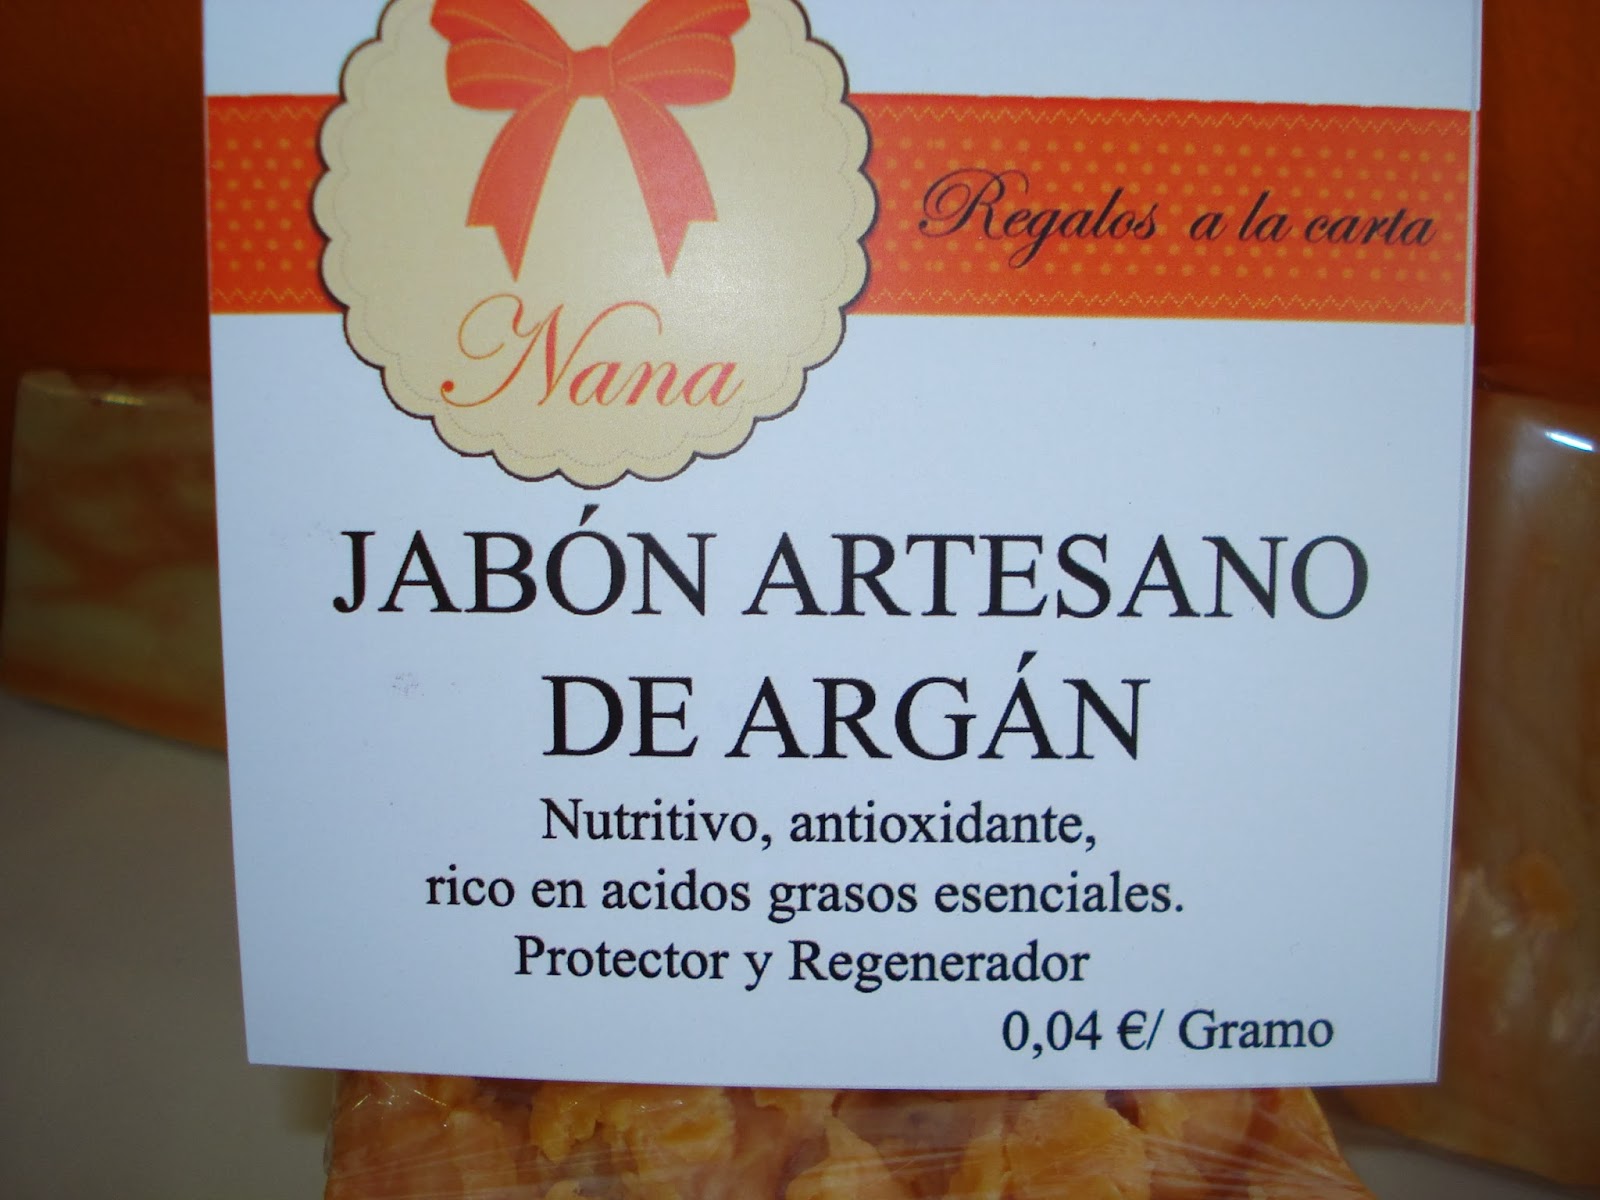 Regalos a la carta
Nana
JABÓN ARTESANO
DE ARGÁN
Nutritivo, antioxidante,
rico en acidos grasos esenciales.
Protector y Regenerador
0,04 €/ Gramo